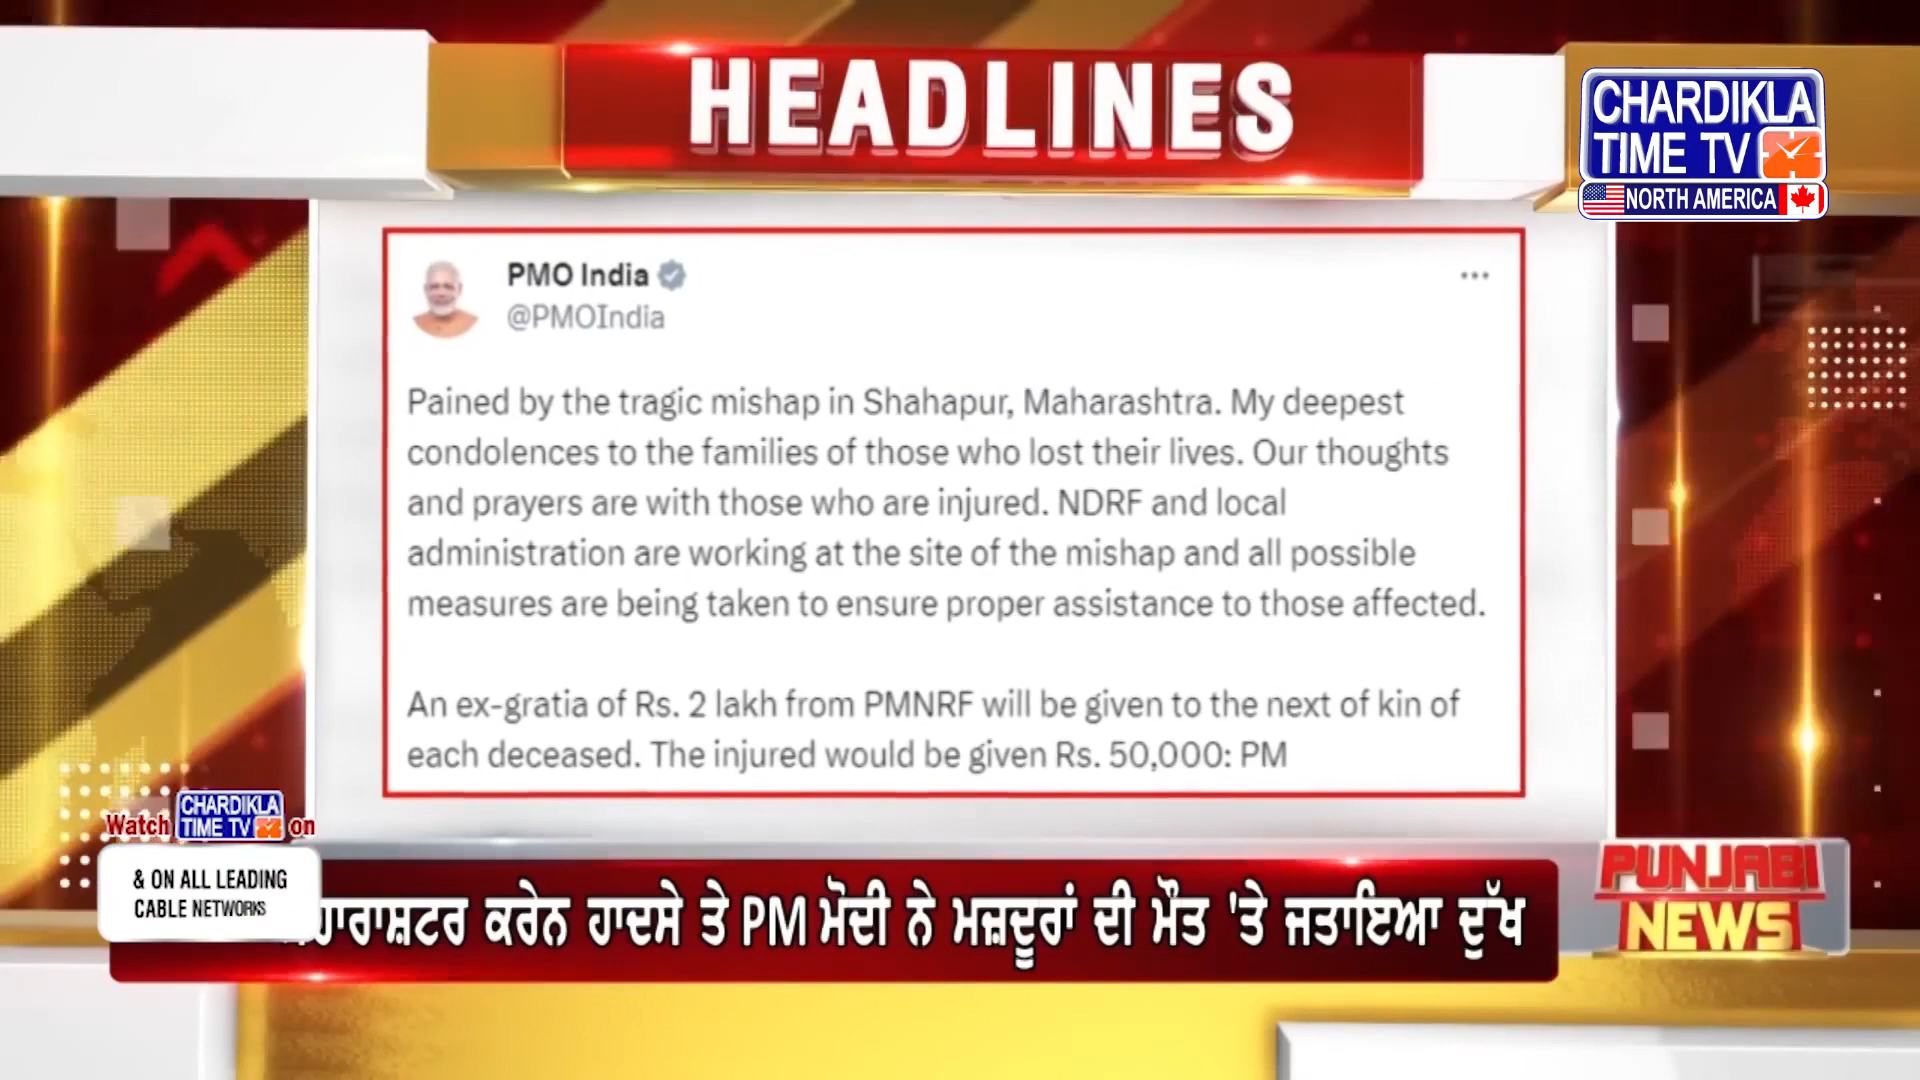 HEADLINES
CHARDIKLA
TIME TV
NORTH AMERICA
PMO India
@PMOIndia
Pained by the tragic mishap in Shahapur, Maharashtra. My deepest
condolences to the families of those who lost their lives. Our thoughts
and prayers are with those who are injured. NDRF and local
administration are working at the site of the mishap and all possible
measures are being taken to ensure proper assistance to those affected.
An ex-gratia of Rs. 2 lakh from PMNRF will be given to the next of kin of
each deceased. The injured would be given Rs. 50,000: PM
Watch CHARDIKLA TIME TV on
& ON ALL LEADING
CABLE NETWORKS
ਕਰੇਨ ਹਾਦਸੇ ਤੇ PM ਮੋਦੀ ਨੇ ਮਜ਼ਦੂਰਾਂ ਦੀ ਮੌਤ 'ਤੇ ਜਤਾਇਆ ਦੁੱਖ
PUNJABI
NEWS